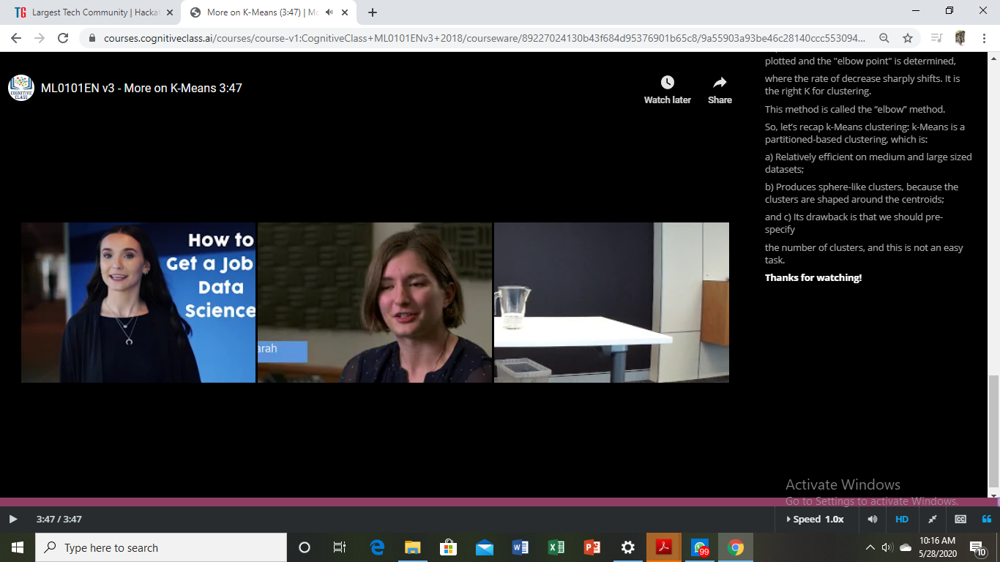 Largest Tech Community | Hacka
More on K-Means (3:47) | Mo
courses.cognitiveclass.ai/courses/course-v1:CognitiveClass+ML0101ENv3+2018/courseware/89227024130b43f684d95376901b65c8/9a55903a93be46c28140ccc553094...
COGNITIVE
CLASS
ML0101EN v3 - More on K-Means 3:47
Watch later
Share
How to
Get a Job
Data
Science
arah
plotted and the "elbow point" is determined,
where the rate of decrease sharply shifts. It is
the right K for clustering.
This method is called the “elbow” method.
So, let’s recap k-Means clustering: k-Means is a
partitioned-based clustering, which is:
a) Relatively efficient on medium and large sized
datasets;
b) Produces sphere-like clusters, because the
clusters are shaped around the centroids;
and c) Its drawback is that we should pre-
specify
the number of clusters, and this is not an easy
task.
Thanks for watching!
Activate Windows
Go to Settings to activate Windows.
3:47 / 3:47
Speed 1.0x
HD
Type here to search
99
10:16 AM
5/28/2020
10